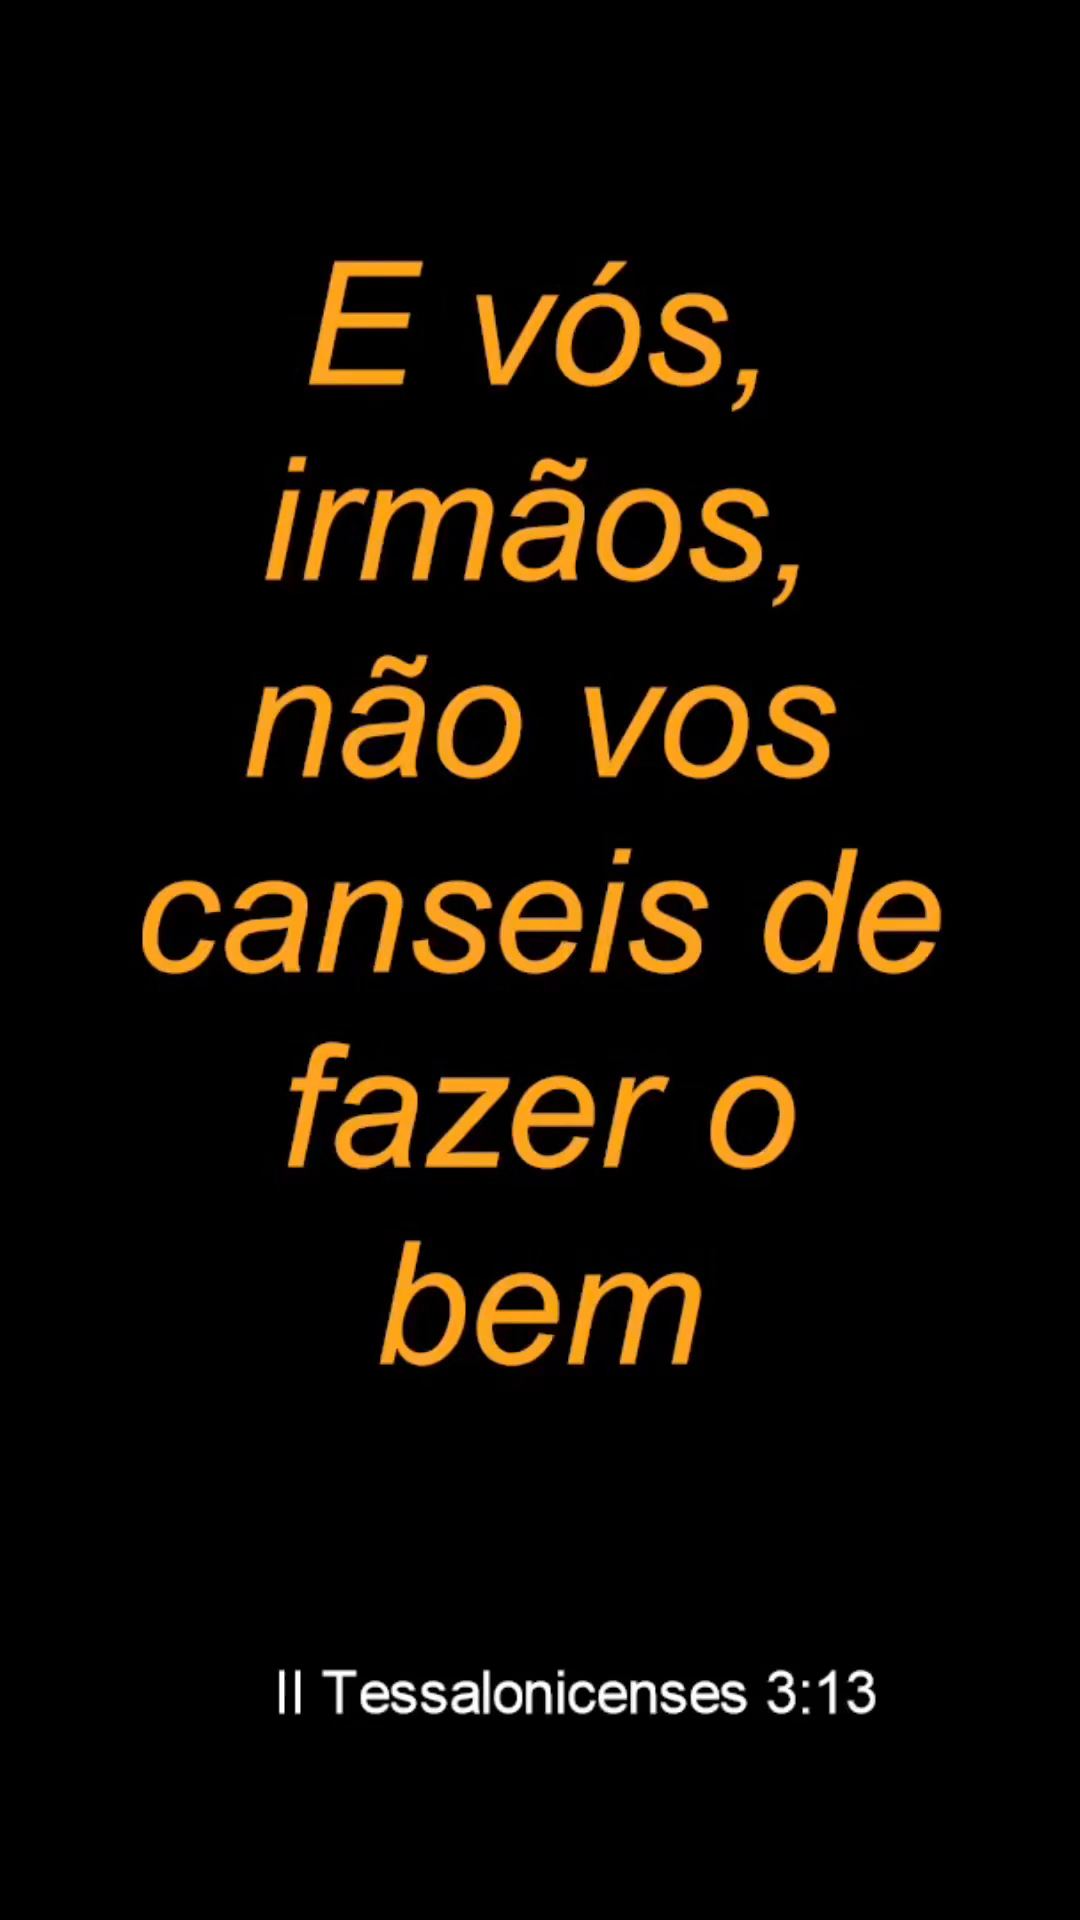 E vós,
irmãos,
não vos
canseis de
fazer o
bem
II Tessalonicenses 3:13